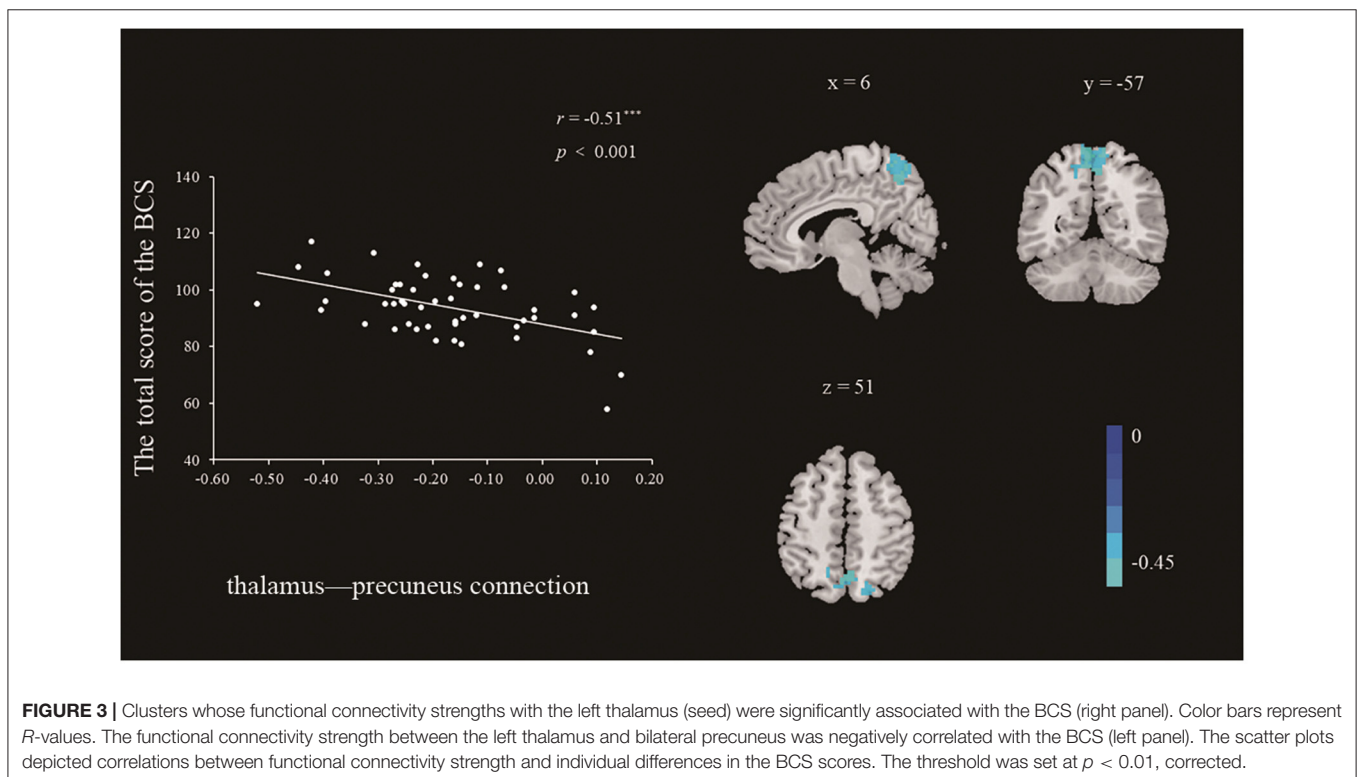 x = 6
y = -57
r = -0.51***
p < 0.001
The total score of the BCS
140
120
100
80
60
40
-0.60 -0.50 -0.40 -0.30 -0.20 -0.10 0.00 0.10 0.20
thalamus—precuneus connection
z = 51
0
-0.45
FIGURE 3 | Clusters whose functional connectivity strengths with the left thalamus (seed) were significantly associated with the BCS (right panel). Color bars represent
R-values. The functional connectivity strength between the left thalamus and bilateral precuneus was negatively correlated with the BCS (left panel). The scatter plots
depicted correlations between functional connectivity strength and individual differences in the BCS scores. The threshold was set at p < 0.01, corrected.